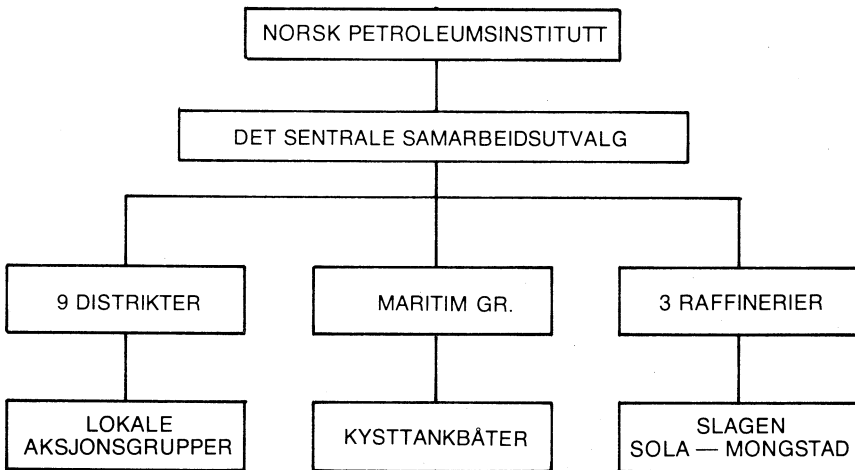 NORSK PETROLEUMSINSTITUTT
DET SENTRALE SAMARBEIDSUTVALG
9 DISTRIKTER
MARITIM GR.
3 RAFFINERIER
LOKALE
AKSJONSGRUPPER
KYSTTANKBÅTER
SLAGEN
SOLA — MONGSTAD